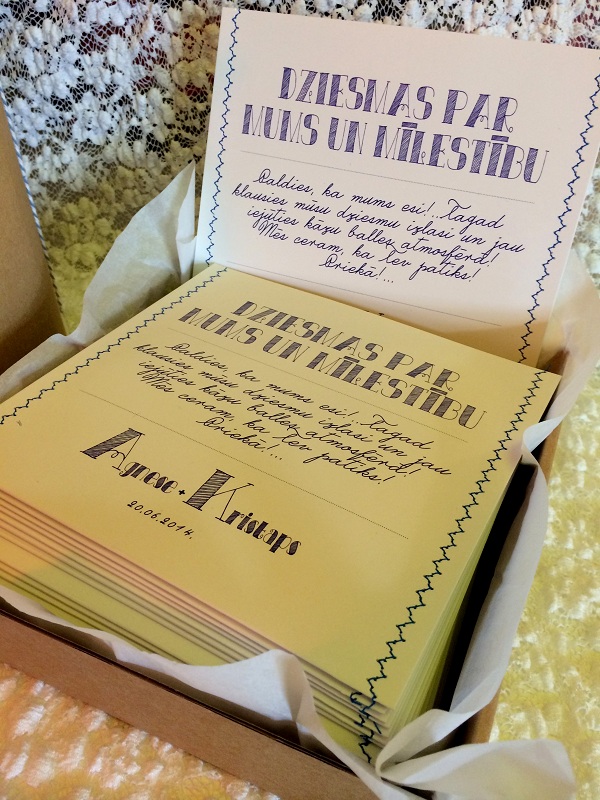 DZIESMAS PAR
MUMS UN MĪLESTĪBU
Paldies, ka mums esi!...Tagad
klausies mūsu dziesmu izlasi un jau
iejūties kāzu balles atmosfērā!
Mēs ceram, ka Tev patiks!
Priekā!...
DZIESMAS PAR
MUMS UN MĪLESTĪBU
Paldies, ka mums esi!...Tagad
klausies mūsu dziesmu izlasi un jau
iejūties kāzu balles atmosfērā!
Mēs ceram, ka Tev patiks!
Priekā!...
Agnese + Kristaps
20.06.2014.